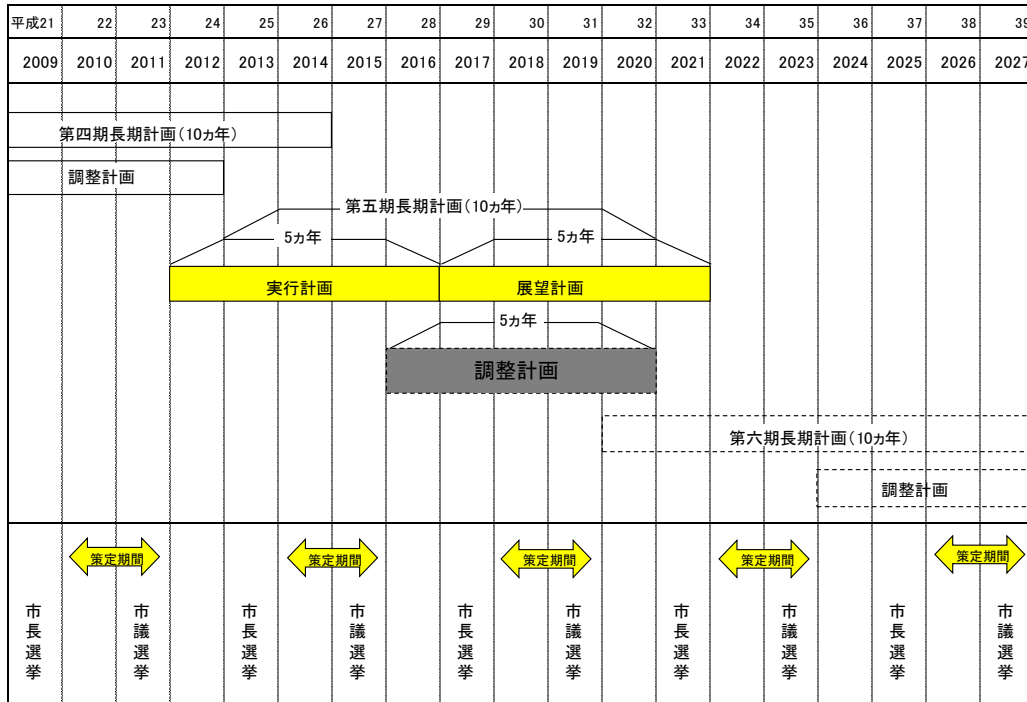 平成21 22 23 24 25 26 27 28 29 30 31 32 33 34 35 36 37 38 39
2009 2010 2011 2012 2013 2014 2015 2016 2017 2018 2019 2020 2021 2022 2023 2024 2025 2026 2027
第四期長期計画(10ヵ年)
調整計画
第五期長期計画(10ヵ年)
5ヵ年 5ヵ年
実行計画 展望計画
5ヵ年
調整計画
第六期長期計画(10ヵ年)
調整計画
策定期間 策定期間 策定期間 策定期間 策定期間
市長選挙 市議選挙 市長選挙 市議選挙 市長選挙 市議選挙 市長選挙 市議選挙 市長選挙 市議選挙